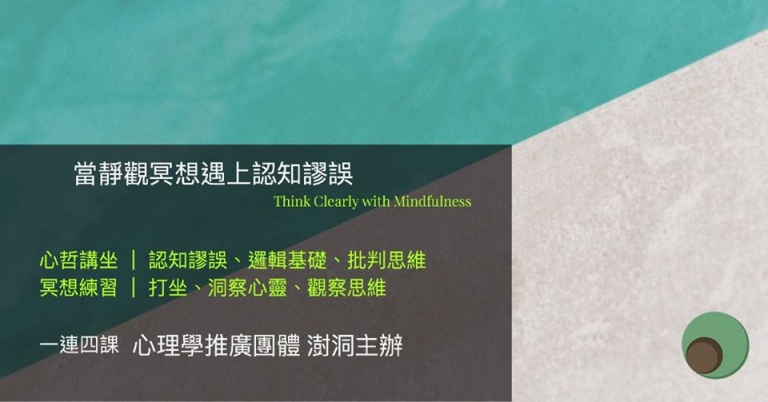 當靜觀冥想遇上認知謬誤
Think Clearly with Mindfulness
心哲講坐 | 認知謬誤、邏輯基礎、批判思維
冥想練習 | 打坐、洞察心靈、觀察思維
一連四課 心理學推廣團體 澍洞主辦